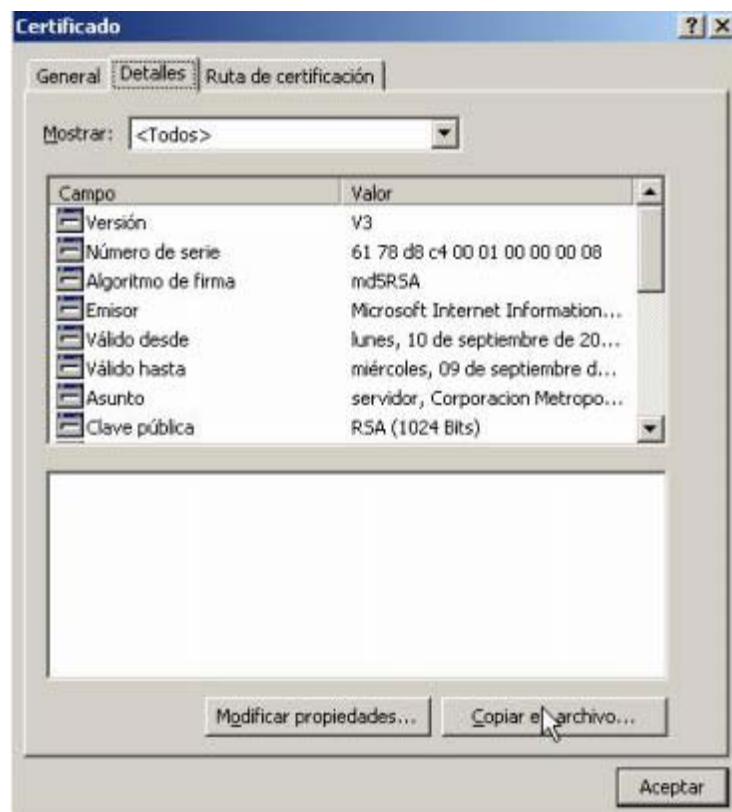 Certificado
General Detalles Ruta de certificación
Mostrar: <Todos>
Campo Valor
Versión V3
Número de serie 61 78 d8 c4 00 01 00 00 00 08
Algoritmo de firma md5RSA
Emisor Microsoft Internet Information...
Válido desde lunes, 10 de septiembre de 20...
Válido hasta miércoles, 09 de septiembre d...
Asunto servidor, Corporacion Metropo...
Clave pública RSA (1024 Bits)
Modificar propiedades... Copiar en archivo...
Aceptar